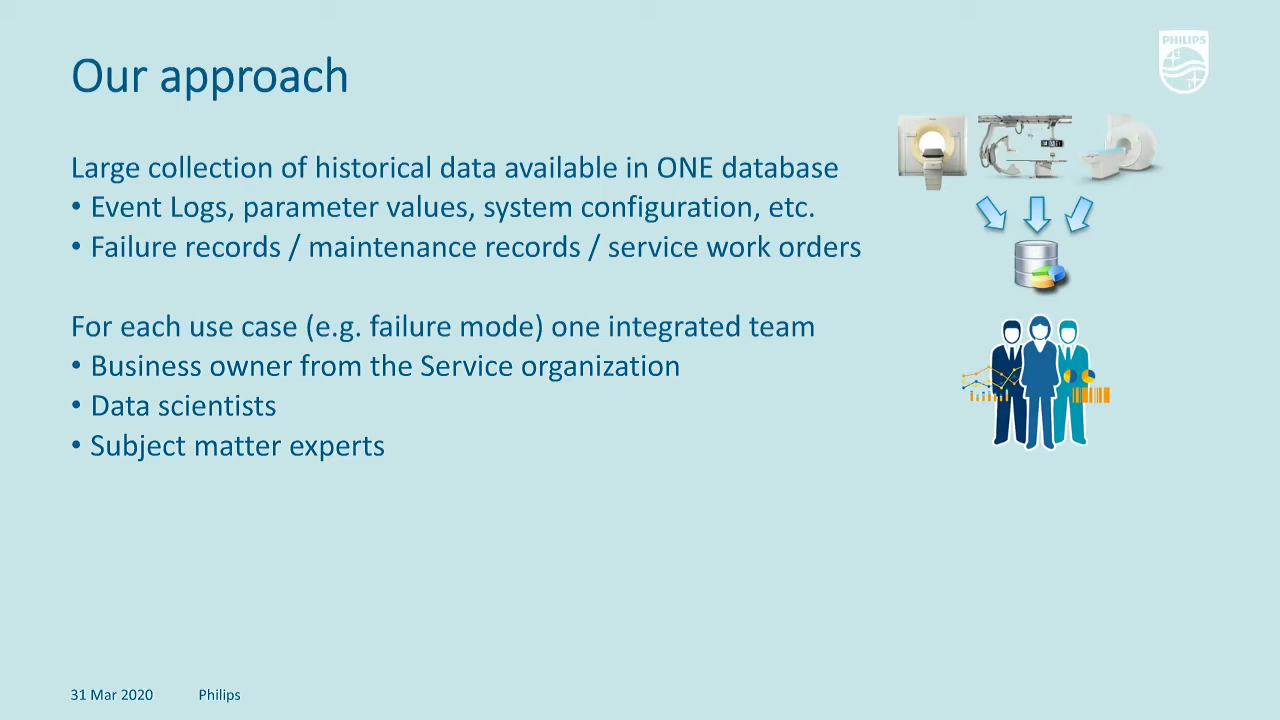 Our approach
PHILIPS
Large collection of historical data available in ONE database
• Event Logs, parameter values, system configuration, etc.
• Failure records / maintenance records / service work orders
For each use case (e.g. failure mode) one integrated team
• Business owner from the Service organization
• Data scientists
• Subject matter experts
31 Mar 2020 Philips